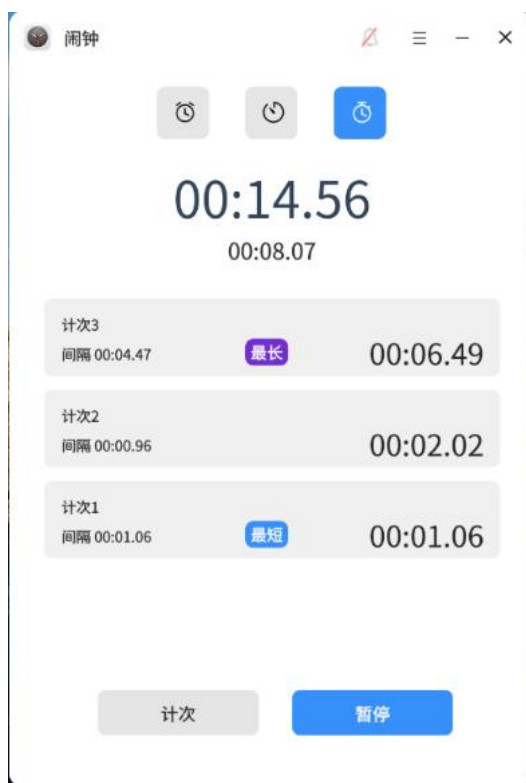 闹钟
00:14.56
00:08.07
计次3
间隔 00:04.47
最长
00:06.49
计次2
间隔 00:00.96
00:02.02
计次1
间隔 00:01.06
最短
00:01.06
计次
暂停